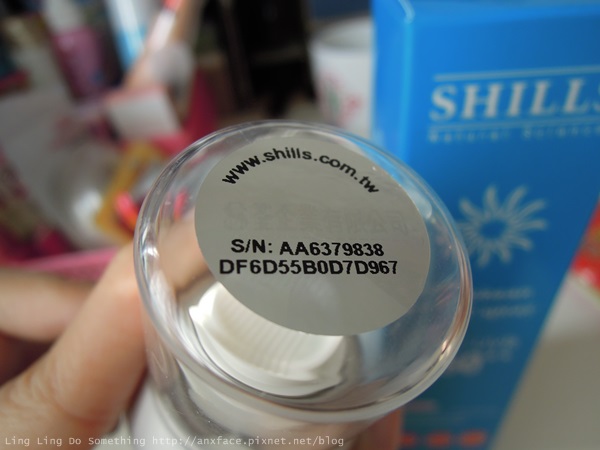 SHILLS
www.shills.com.tw
S/N: AA6379838
DF6D55B0D7D967
Ling Ling Do Something http://anxface.pixnet.net/blog